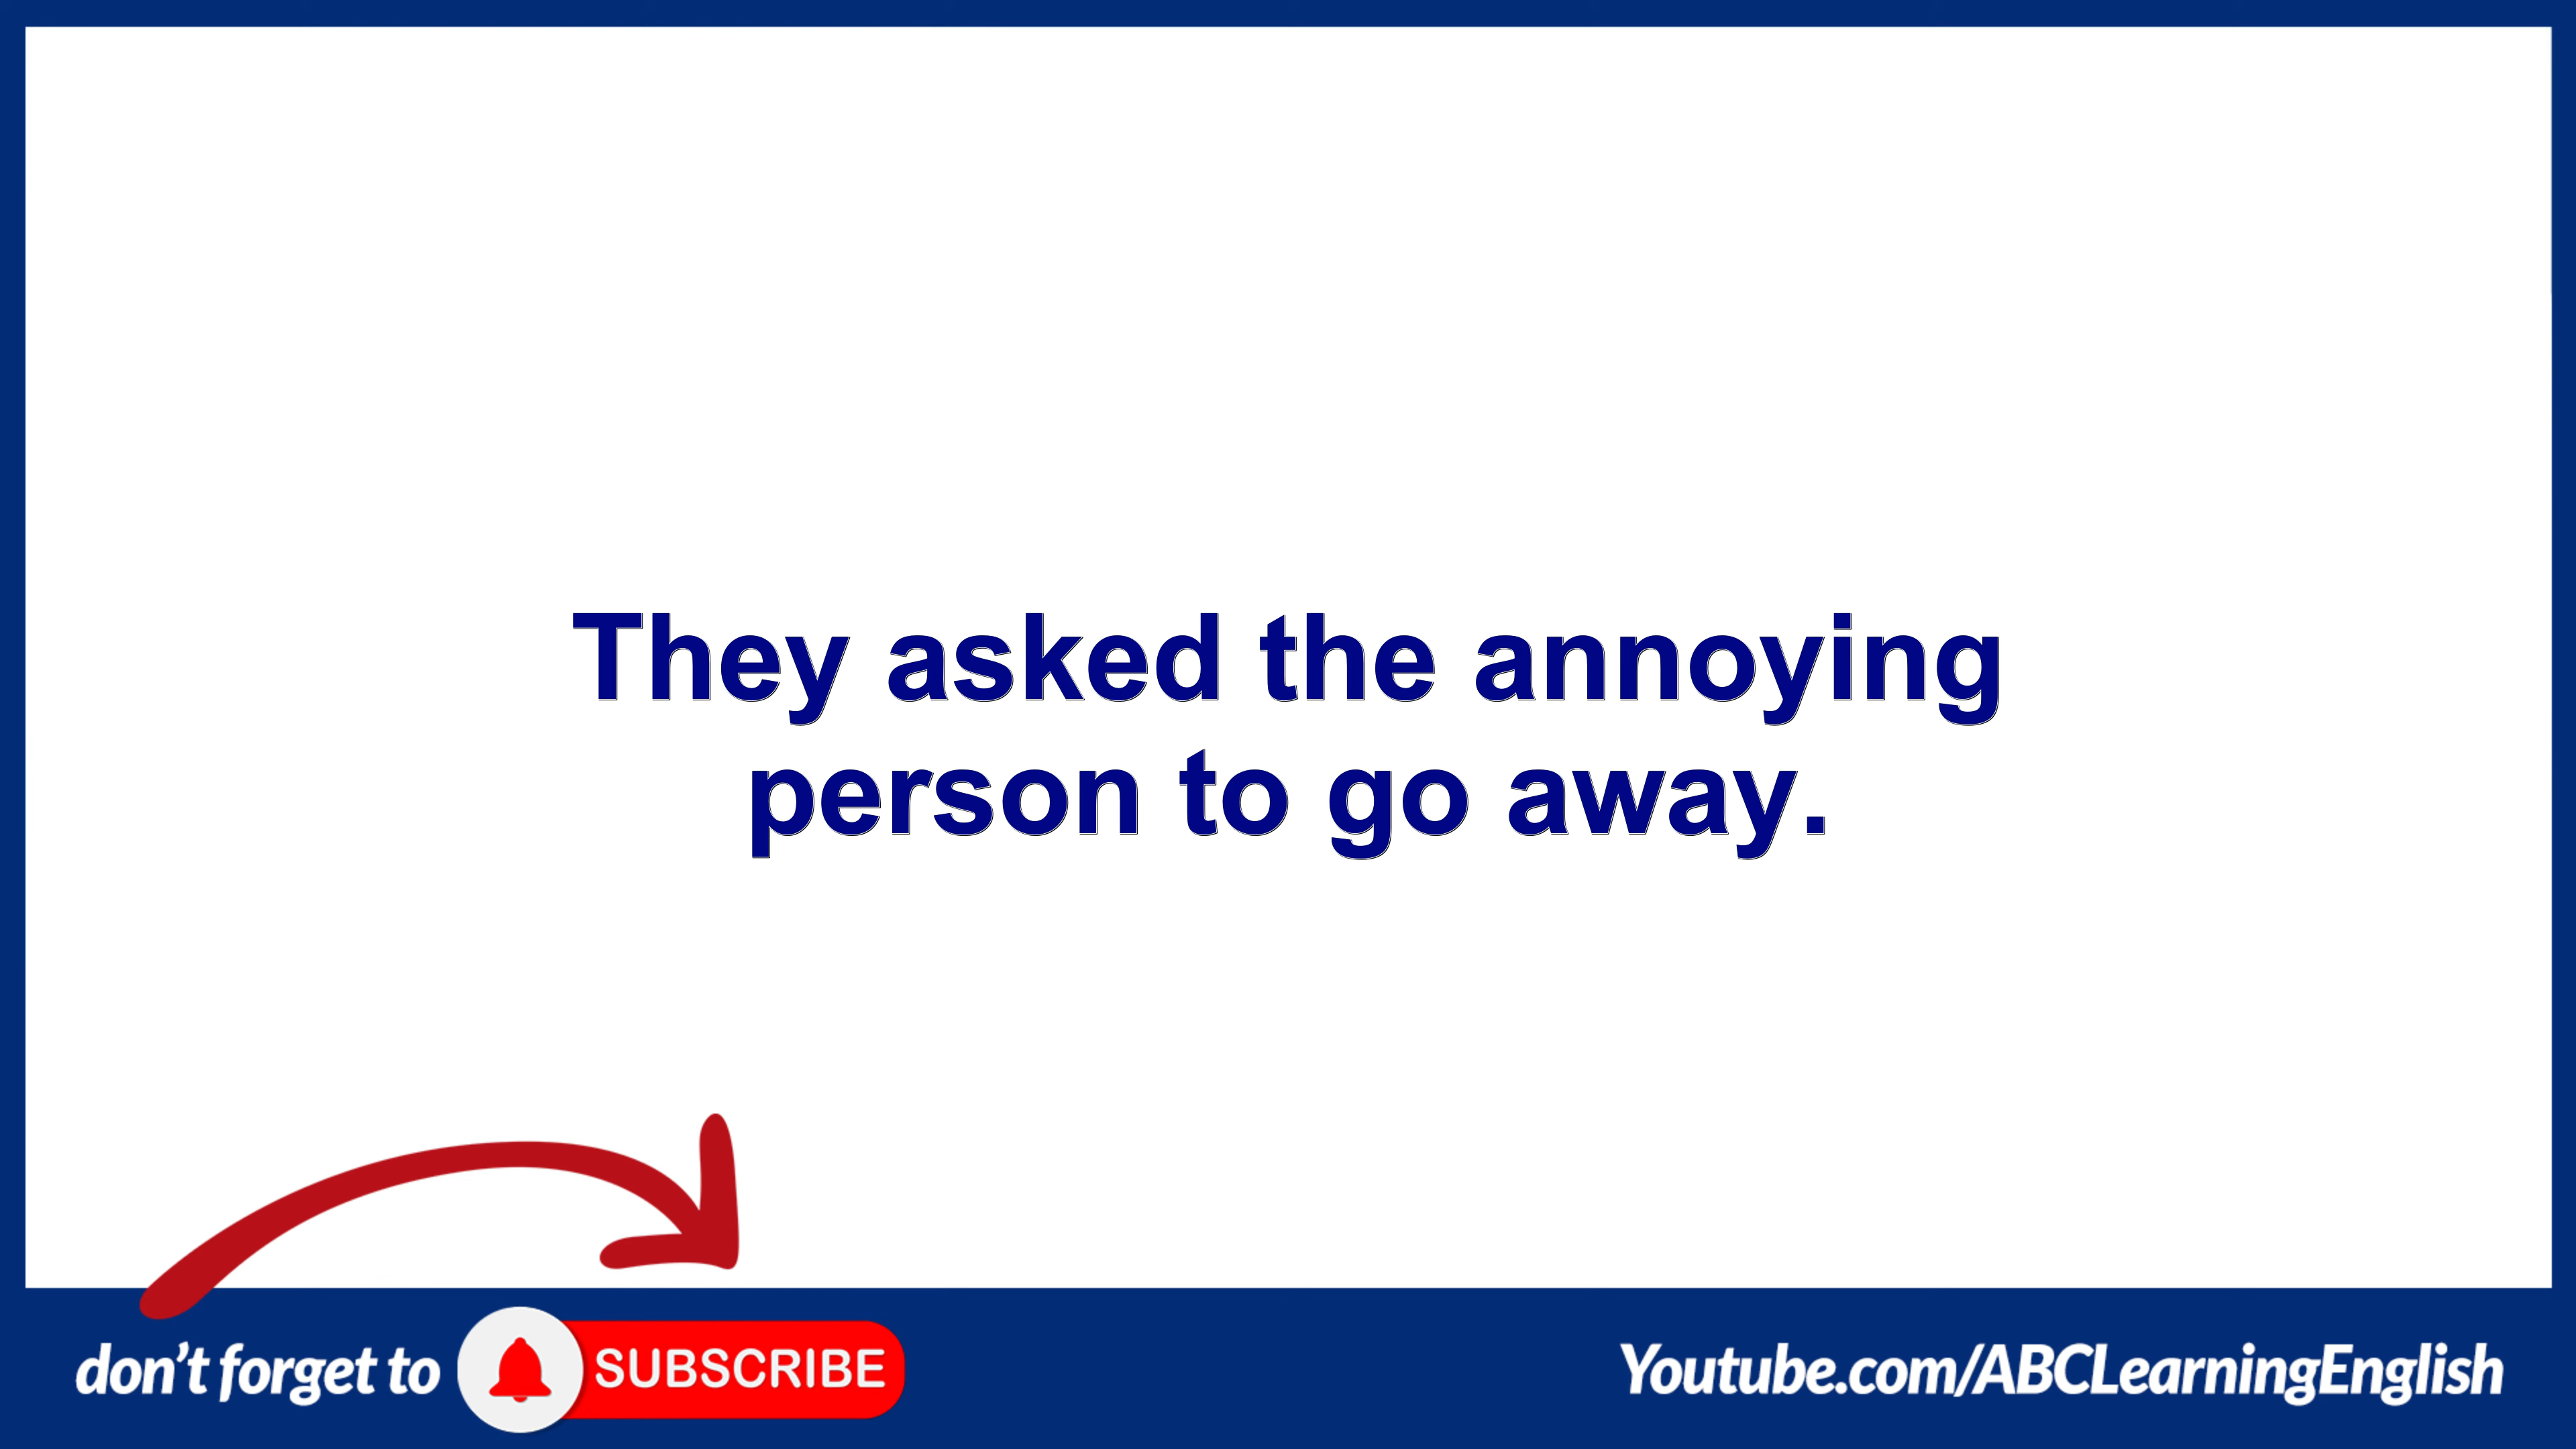 They asked the annoying
person to go away.
don't forget to SUBSCRIBE
Youtube.com/ABCLearningEnglish